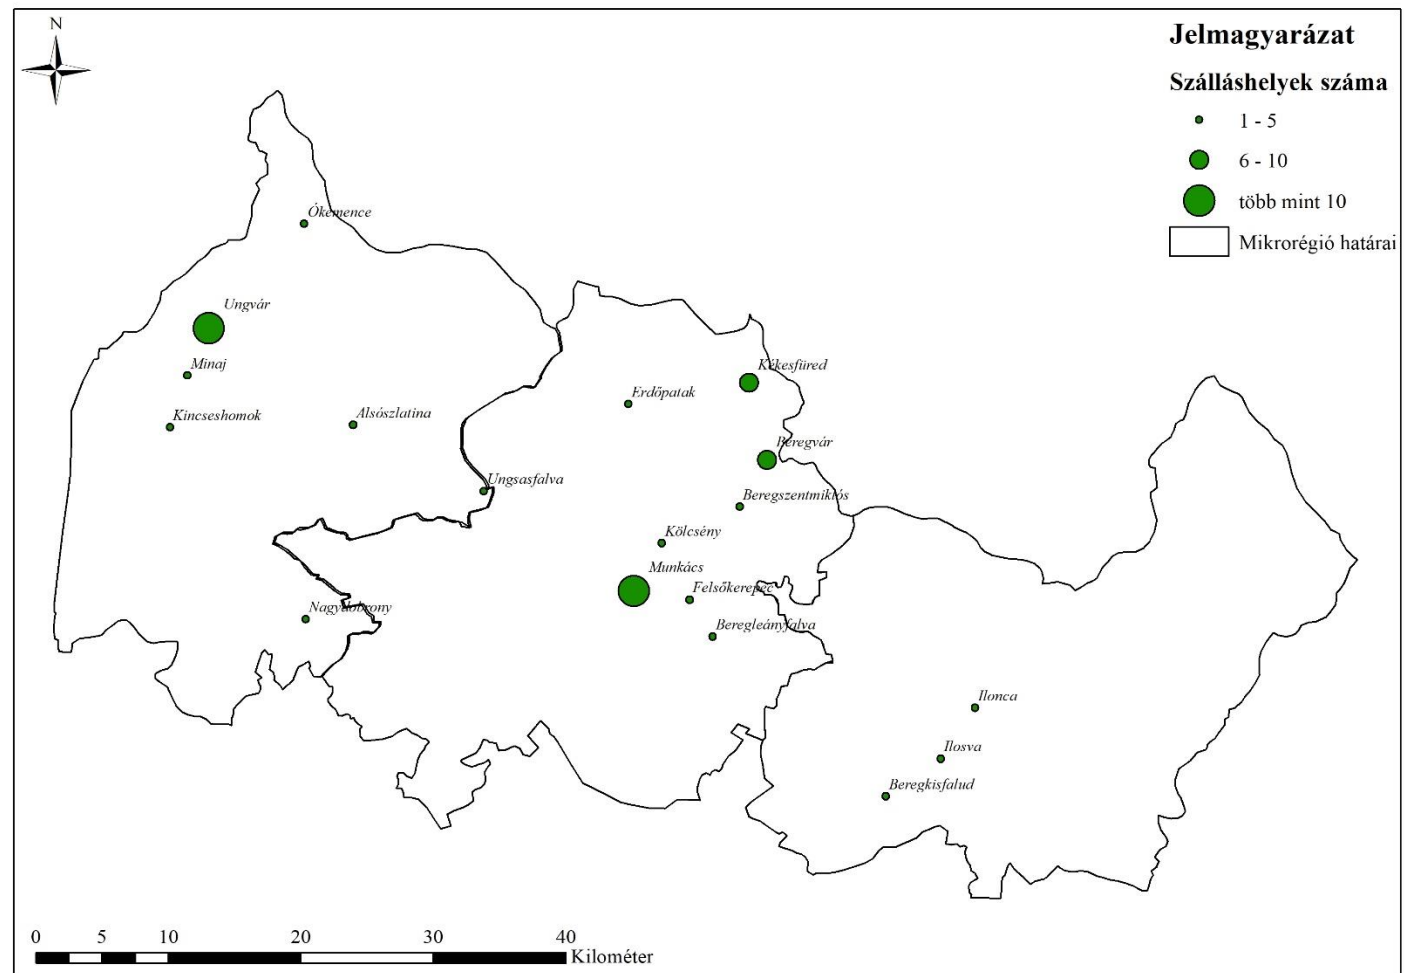 N
Jelmagyarázat
Szálláshelyek száma
1 - 5
6 - 10
több mint 10
Mikrorégió határai
Ókemence
Ungvár
Minaj
Kincseshomok
Alsószlatina
Ungsasfalva
Nagydobrony
Erdőpatak
Kékesfüred
Beregvár
Beregszentmiklós
Kölcsény
Munkács
Felsőkerepec
Beregleányfalva
Ilonca
Ilosva
Beregkisfalud
0 5 10 20 30 40
Kilométer